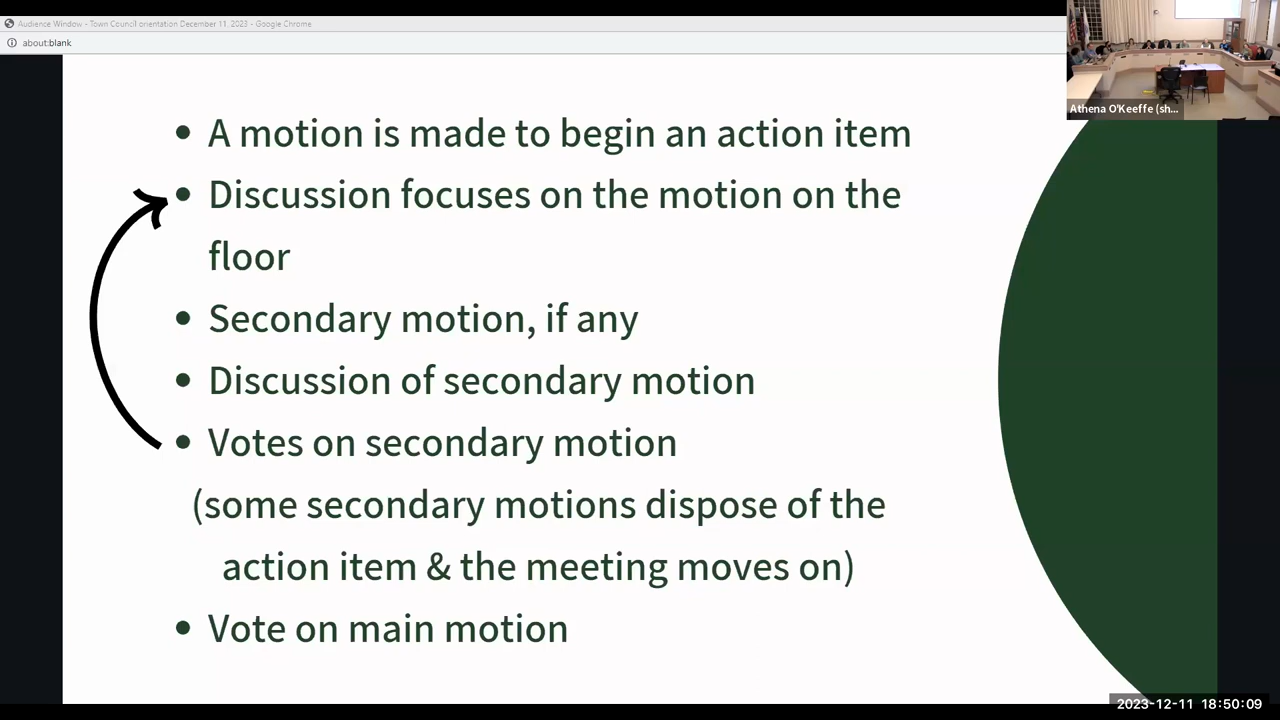 Audience Window - Town Council orientation December 11, 2023 - Google Chrome
about:blank
Athena O'Keeffe (sh...
• A motion is made to begin an action item
• Discussion focuses on the motion on the
floor
• Secondary motion, if any
• Discussion of secondary motion
• Votes on secondary motion
(some secondary motions dispose of the
action item & the meeting moves on)
• Vote on main motion
2023-12-11 18:50:09